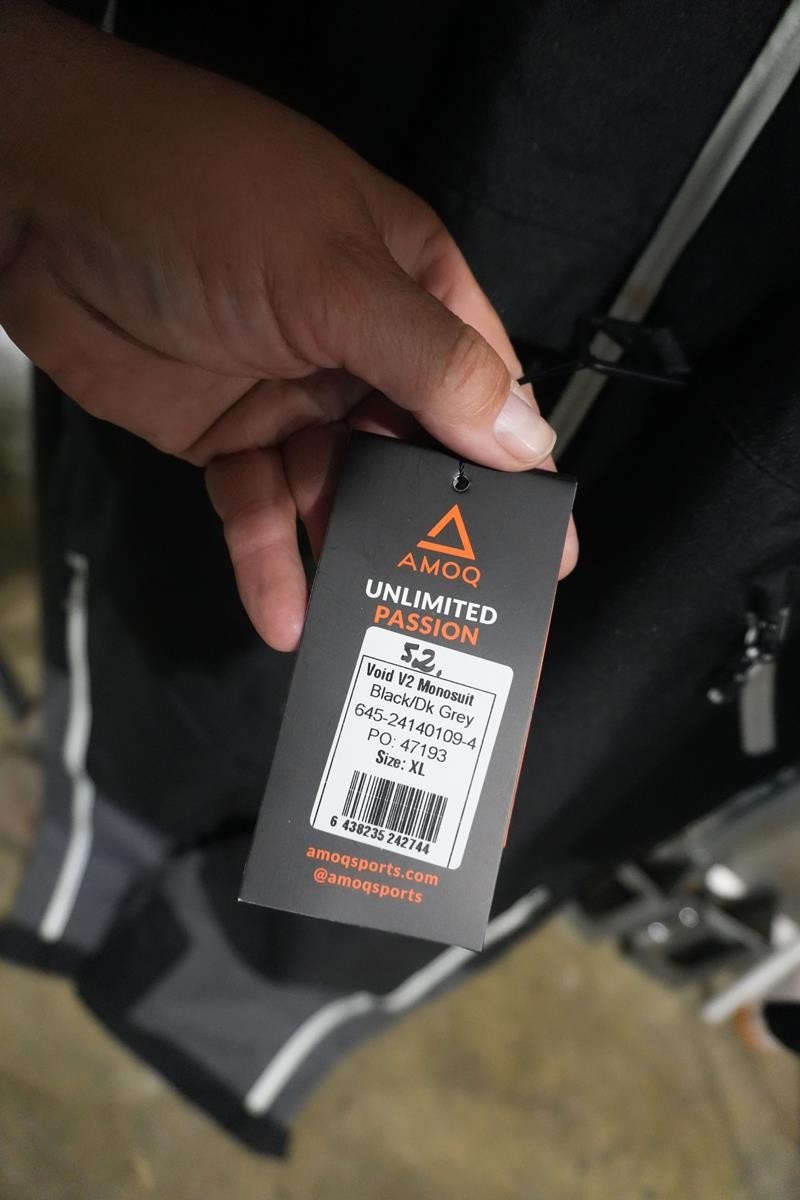 AMOQ
UNLIMITED
PASSION
52.
Void V2 Monosuit
Black/Dk Grey
645-24140109-4
PO: 47193
Size: XL
6 438235 242744
amoqsports.com
@amoqsports